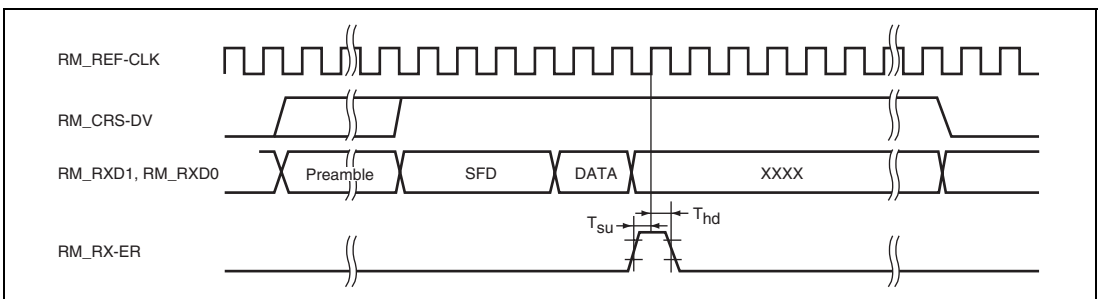 RM_REF-CLK
RM_CRS-DV
RM_RXD1, RM_RXD0
Preamble
SFD
DATA
XXXX
Tsu
Thd
RM_RX-ER